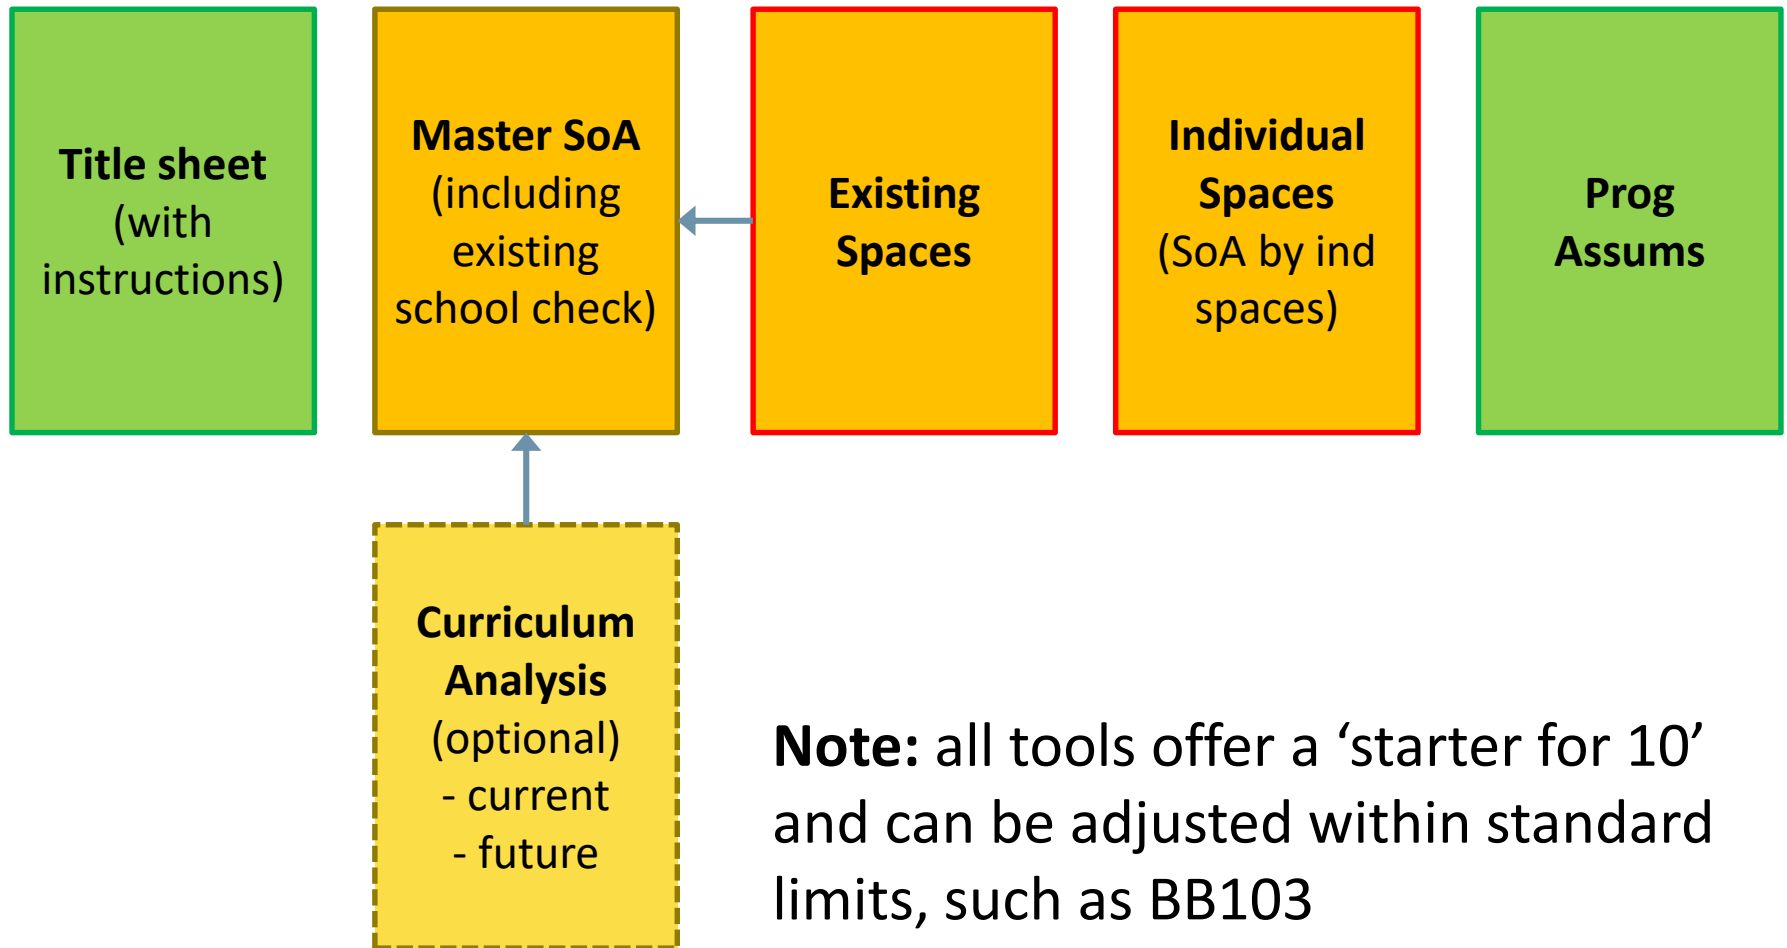 Title sheet
(with
instructions)
Master SoA
(including
existing
school check)
Existing
Spaces
Individual
Spaces
(SoA by ind
spaces)
Prog
Assums
Curriculum
Analysis
(optional)
- current
- future
Note: all tools offer a ‘starter for 10’
and can be adjusted within standard
limits, such as BB103